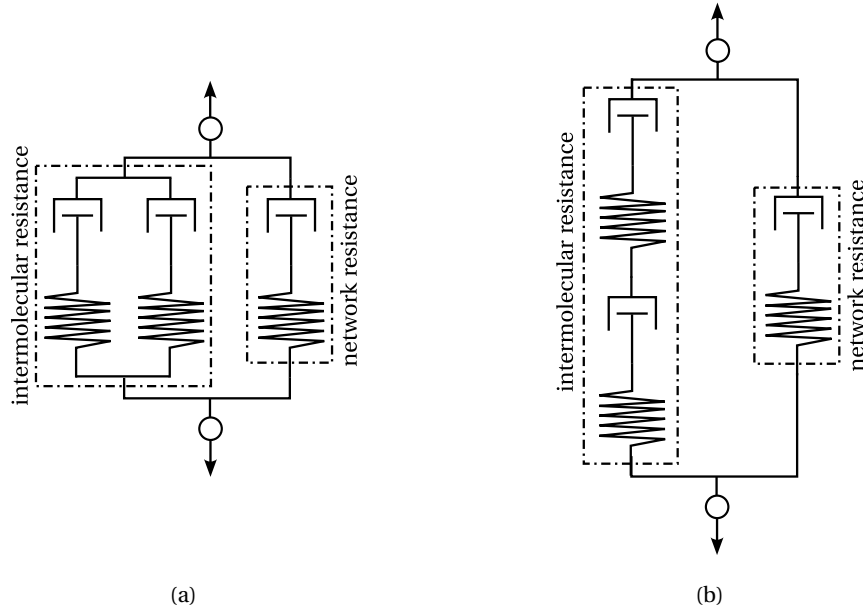 intermolecular resistance
network resistance
(a)
intermolecular resistance
network resistance
(b)